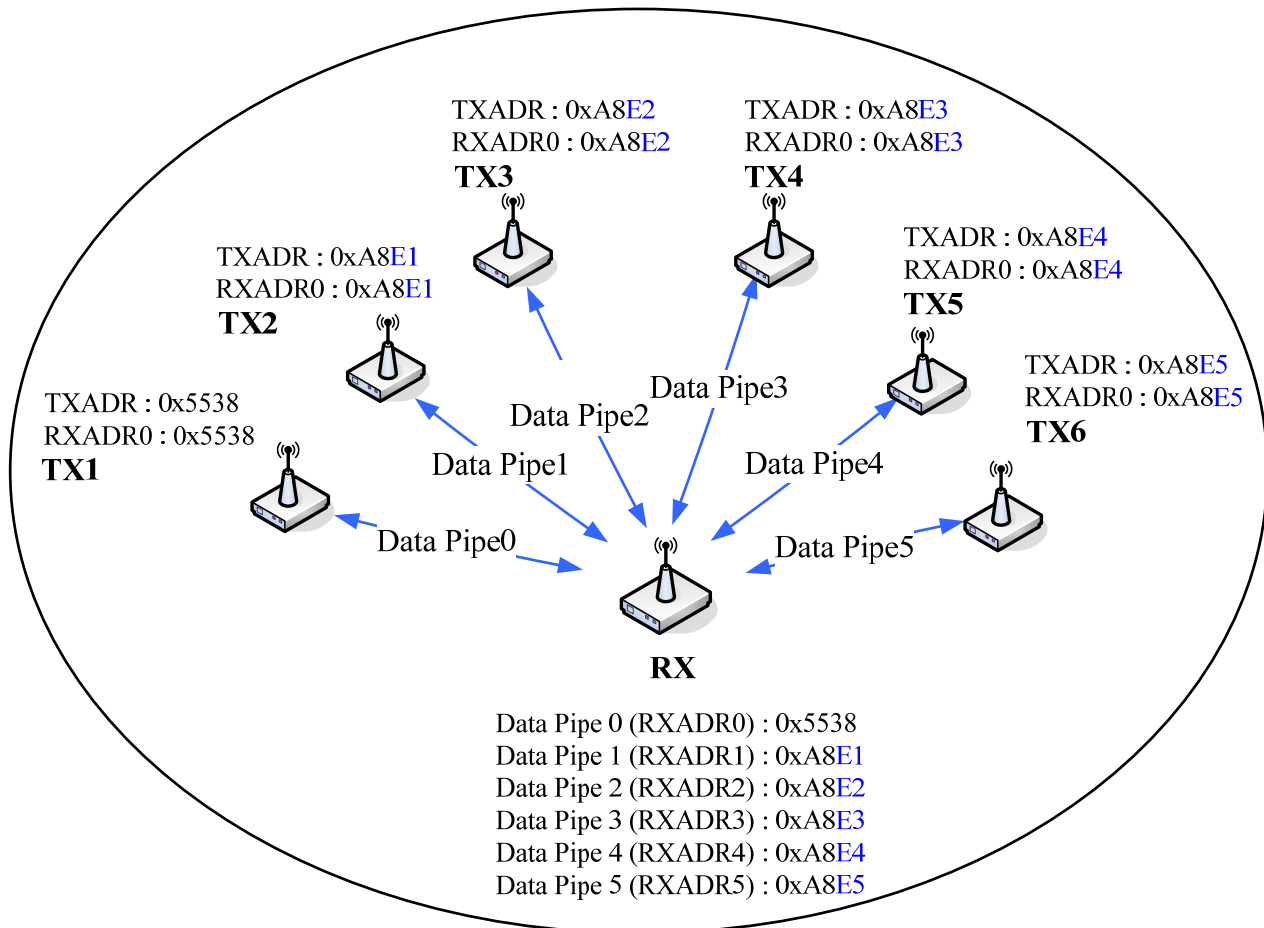 TXADR : 0xA8E2
RXADR0 : 0xA8E2
TX3
TXADR : 0xA8E3
RXADR0 : 0xA8E3
TX4
TXADR : 0xA8E1
RXADR0 : 0xA8E1
TX2
TXADR : 0xA8E4
RXADR0 : 0xA8E4
TX5
TXADR : 0x5538
RXADR0 : 0x5538
TX1
TXADR : 0xA8E5
RXADR0 : 0xA8E5
TX6
Data Pipe0
Data Pipe1
Data Pipe2
Data Pipe3
Data Pipe4
Data Pipe5
RX
Data Pipe 0 (RXADR0) : 0x5538
Data Pipe 1 (RXADR1) : 0xA8E1
Data Pipe 2 (RXADR2) : 0xA8E2
Data Pipe 3 (RXADR3) : 0xA8E3
Data Pipe 4 (RXADR4) : 0xA8E4
Data Pipe 5 (RXADR5) : 0xA8E5